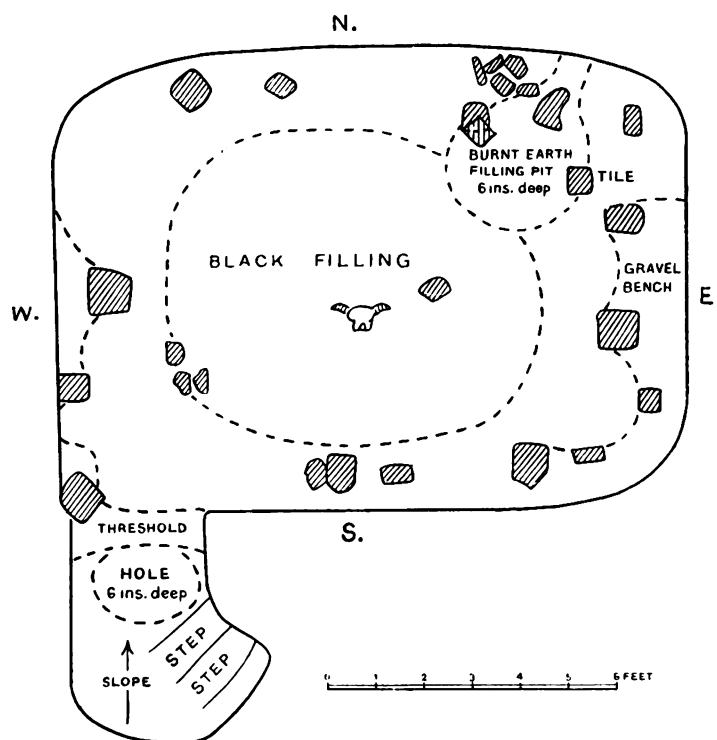 N.
BURNT EARTH
FILLING PIT
6 ins. deep
TILE
BLACK FILLING
GRAVEL
BENCH
W.
E
THRESHOLD
S.
HOLE
6 ins. deep
STEP
STEP
SLOPE
0 1 2 3 4 5 6 FEET